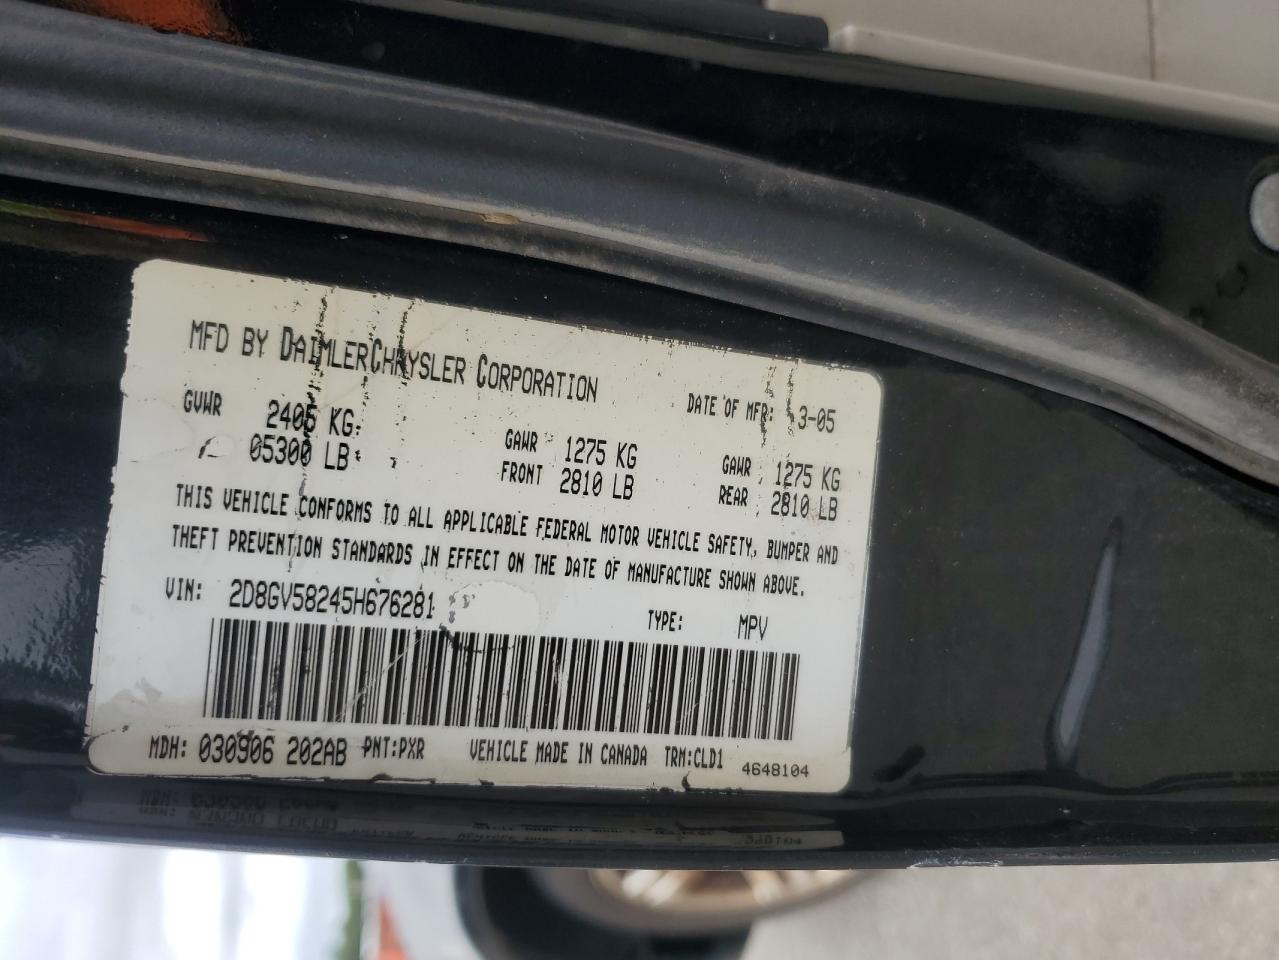 MFD BY DAIMLERCHRYSLER CORPORATION
DATE OF MFR: 3-05
GVWR 2405 KG
05300 LB
GAWR FRONT 1275 KG
2810 LB
GAWR REAR 1275 KG
2810 LB
THIS VEHICLE CONFORMS TO ALL APPLICABLE FEDERAL MOTOR VEHICLE SAFETY, BUMPER AND
THEFT PREVENTION STANDARDS IN EFFECT ON THE DATE OF MANUFACTURE SHOWN ABOVE.
VIN: 2D8GV58245H676281 TYPE: MPV
MDH: 030906 202AB PNT:PXR VEHICLE MADE IN CANADA TRM:CLD1 4648104